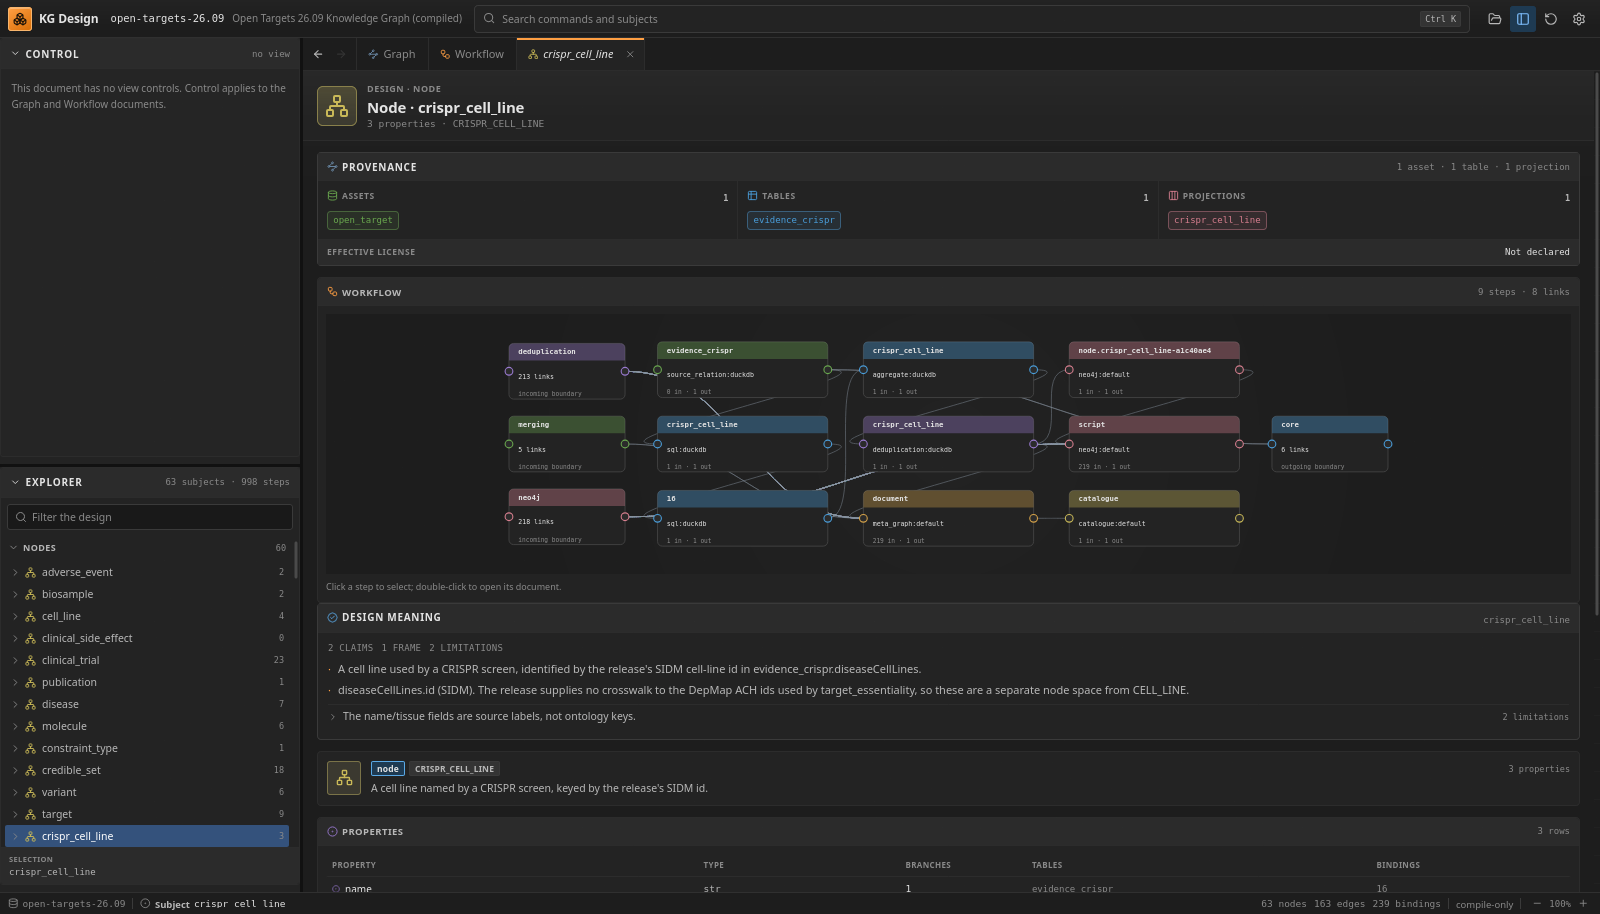 KG Design open-targets-26.09 Open Targets 26.09 Knowledge Graph (compiled) Search commands and subjects Ctrl K
CONTROL no view
This document has no view controls. Control applies to the
Graph and Workflow documents.
EXPLORER 63 subjects · 998 steps
Filter the design
NODES 60
adverse_event 2
biosample 2
cell_line 4
clinical_side_effect 0
clinical_trial 23
publication 1
disease 7
molecule 6
constraint_type 1
credible_set 18
variant 6
target 9
crispr_cell_line 3
SELECTION
crispr_cell_line
Graph Workflow crispr_cell_line
DESIGN · NODE
Node · crispr_cell_line
3 properties · CRISPR_CELL_LINE
PROVENANCE 1 asset · 1 table · 1 projection
ASSETS 1 TABLES 1 PROJECTIONS 1
open_target evidence_crispr crispr_cell_line
EFFECTIVE LICENSE Not declared
WORKFLOW 9 steps · 8 links
deduplication
213 links
incoming boundary
evidence_crispr
source_relation:duckdb
0 in · 1 out
crispr_cell_line
aggregate:duckdb
1 in · 1 out
node.crispr_cell_line-a1c40ae4
neo4j:default
1 in · 1 out
merging
5 links
incoming boundary
crispr_cell_line
sql:duckdb
1 in · 1 out
crispr_cell_line
deduplication:duckdb
1 in · 1 out
script
neo4j:default
219 in · 1 out
core
6 links
outgoing boundary
neo4j
218 links
incoming boundary
16
sql:duckdb
1 in · 1 out
document
meta_graph:default
219 in · 1 out
catalogue
catalogue:default
1 in · 1 out
Click a step to select; double-click to open its document.
DESIGN MEANING crispr_cell_line
2 CLAIMS 1 FRAME 2 LIMITATIONS
· A cell line used by a CRISPR screen, identified by the release's SIDM cell-line id in evidence_crispr.diseaseCellLines.
· diseaseCellLines.id (SIDM). The release supplies no crosswalk to the DepMap ACH ids used by target_essentiality, so these are a separate node space from CELL_LINE.
The name/tissue fields are source labels, not ontology keys. 2 limitations
node CRISPR_CELL_LINE 3 properties
A cell line named by a CRISPR screen, keyed by the release's SIDM id.
PROPERTIES 3 rows
PROPERTY TYPE BRANCHES TABLES BINDINGS
name str 1 evidence_crispr 16
open-targets-26.09 Subject crispr cell line 63 nodes 163 edges 239 bindings compile-only − 100% +